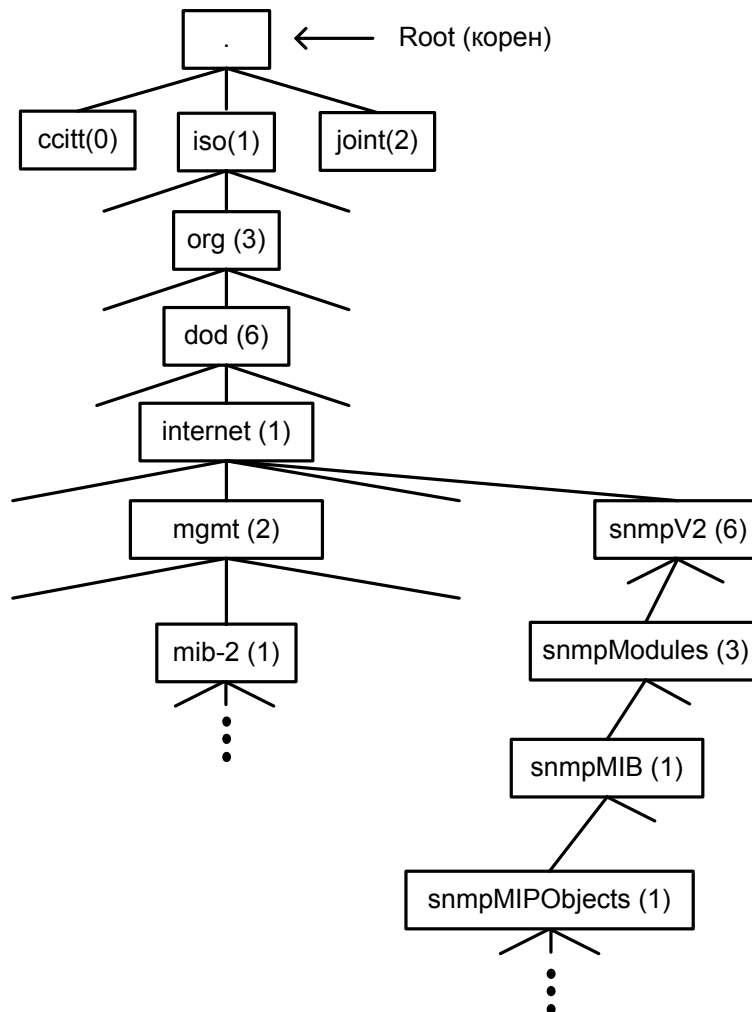 .
Root (корен)
ccitt(0)
iso(1)
joint(2)
org (3)
dod (6)
internet (1)
mgmt (2)
snmpV2 (6)
mib-2 (1)
snmpModules (3)
snmpMIB (1)
snmpMIPObjects (1)